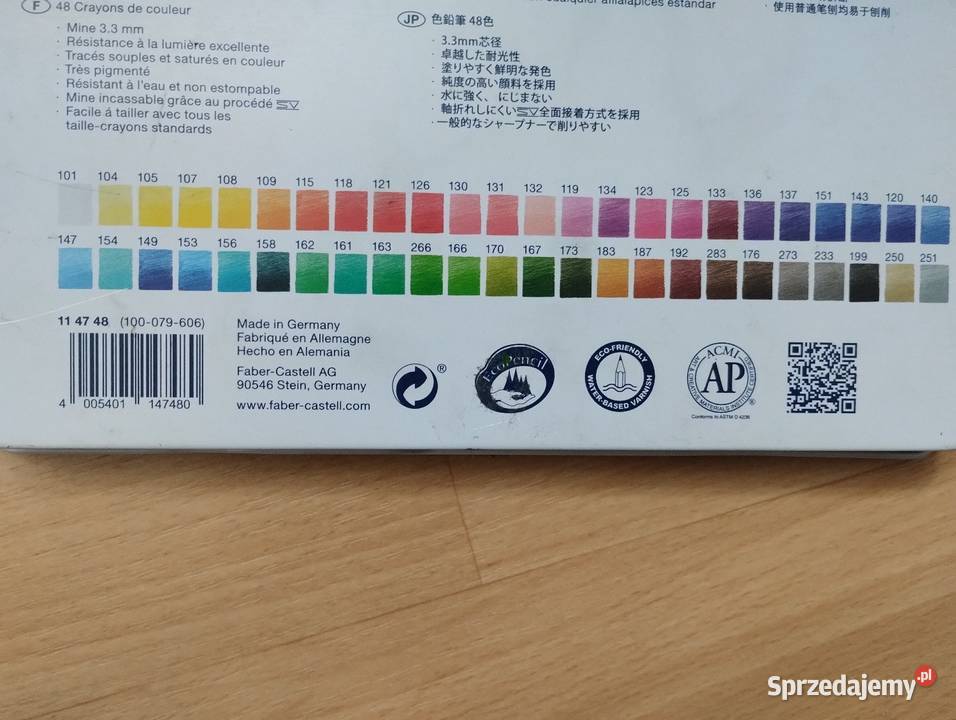 F 48 Crayons de couleur
· Mine 3.3 mm
· Résistance à la lumière excellente
· Tracés souples et saturés en couleur
· Très pigmenté
· Résistant à l'eau et non estompable
· Mine incassable grâce au procédé SV
· Facile à tailler avec tous les
taille-crayons standards
alafapices estándar
JP 色鉛筆 48色
· 3.3mm芯径
· 卓越した耐光性
· 塗りやすく鮮明な発色
· 純度の高い顔料を採用
· 水に強く、にじまない
· 軸折れしにくいSV全面接着方式を採用
· 一般的なシャープナーで削りやすい
· 使用普通笔刨均易于刨削
101 104 105 107 108 109 115 118 121 126 130 131 132 119 134 123 125 133 136 137 151 143 120 140
147 154 149 153 156 158 162 161 163 266 166 170 167 173 183 187 192 283 176 273 233 199 250 251
11 47 48 (100-079-606)
4 005401 147480
Made in Germany
Fabriqué en Allemagne
Hecho en Alemania
Faber-Castell AG
90546 Stein, Germany
www.faber-castell.com
®
EcoPencil
ECO-FRIENDLY
WATER-BASED VARNISH
ACMI
AP
®
Conforms to ASTM D 4236
Sprzedajemy.pl